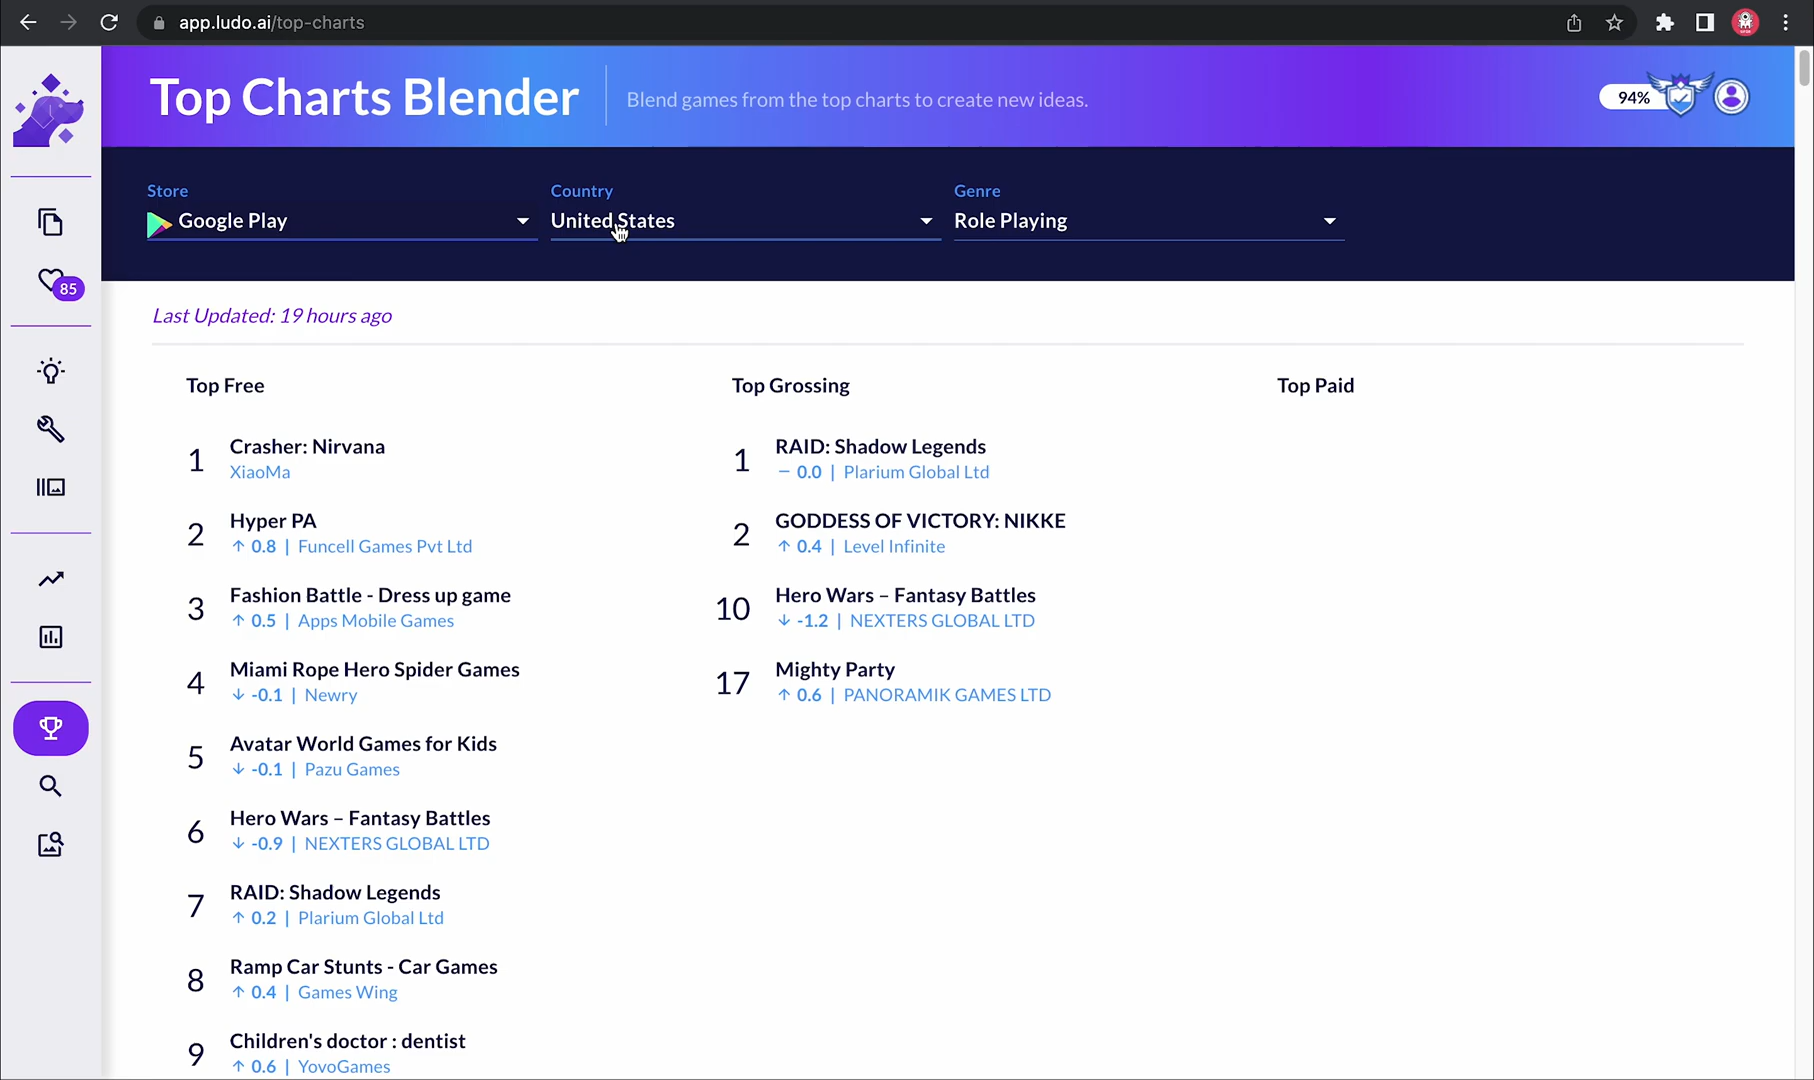 app.ludo.ai/top-charts
Top Charts Blender
Blend games from the top charts to create new ideas.
94%
Store
Country
Genre
Google Play
United States
Role Playing
85
Last Updated: 19 hours ago
Top Free
1
Crasher: Nirvana
XiaoMa
2
Hyper PA
↑ 0.8 | Funcell Games Pvt Ltd
3
Fashion Battle - Dress up game
↑ 0.5 | Apps Mobile Games
4
Miami Rope Hero Spider Games
↓ -0.1 | Newry
5
Avatar World Games for Kids
↓ -0.1 | Pazu Games
6
Hero Wars – Fantasy Battles
↓ -0.9 | NEXTERS GLOBAL LTD
7
RAID: Shadow Legends
↑ 0.2 | Plarium Global Ltd
8
Ramp Car Stunts - Car Games
↑ 0.4 | Games Wing
9
Children's doctor : dentist
↑ 0.6 | YovoGames
Top Grossing
1
RAID: Shadow Legends
– 0.0 | Plarium Global Ltd
2
GODDESS OF VICTORY: NIKKE
↑ 0.4 | Level Infinite
10
Hero Wars – Fantasy Battles
↓ -1.2 | NEXTERS GLOBAL LTD
17
Mighty Party
↑ 0.6 | PANORAMIK GAMES LTD
Top Paid